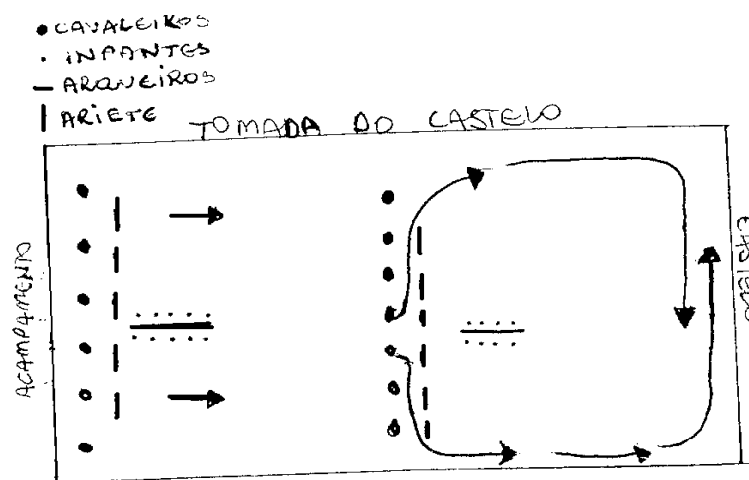 CAVALEIROS
INFANTES
ARQUEIROS
ARIETE
TOMADA DO CASTELO
ACAMPAMENTO
CASTELO